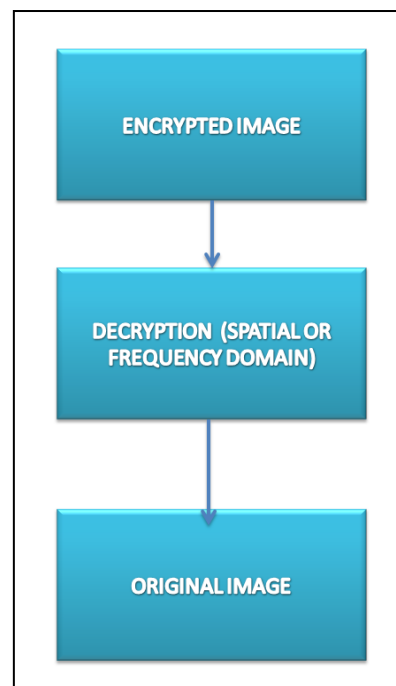 ENCRYPTED IMAGE
DECRYPTION (SPATIAL OR
FREQUENCY DOMAIN)
ORIGINAL IMAGE